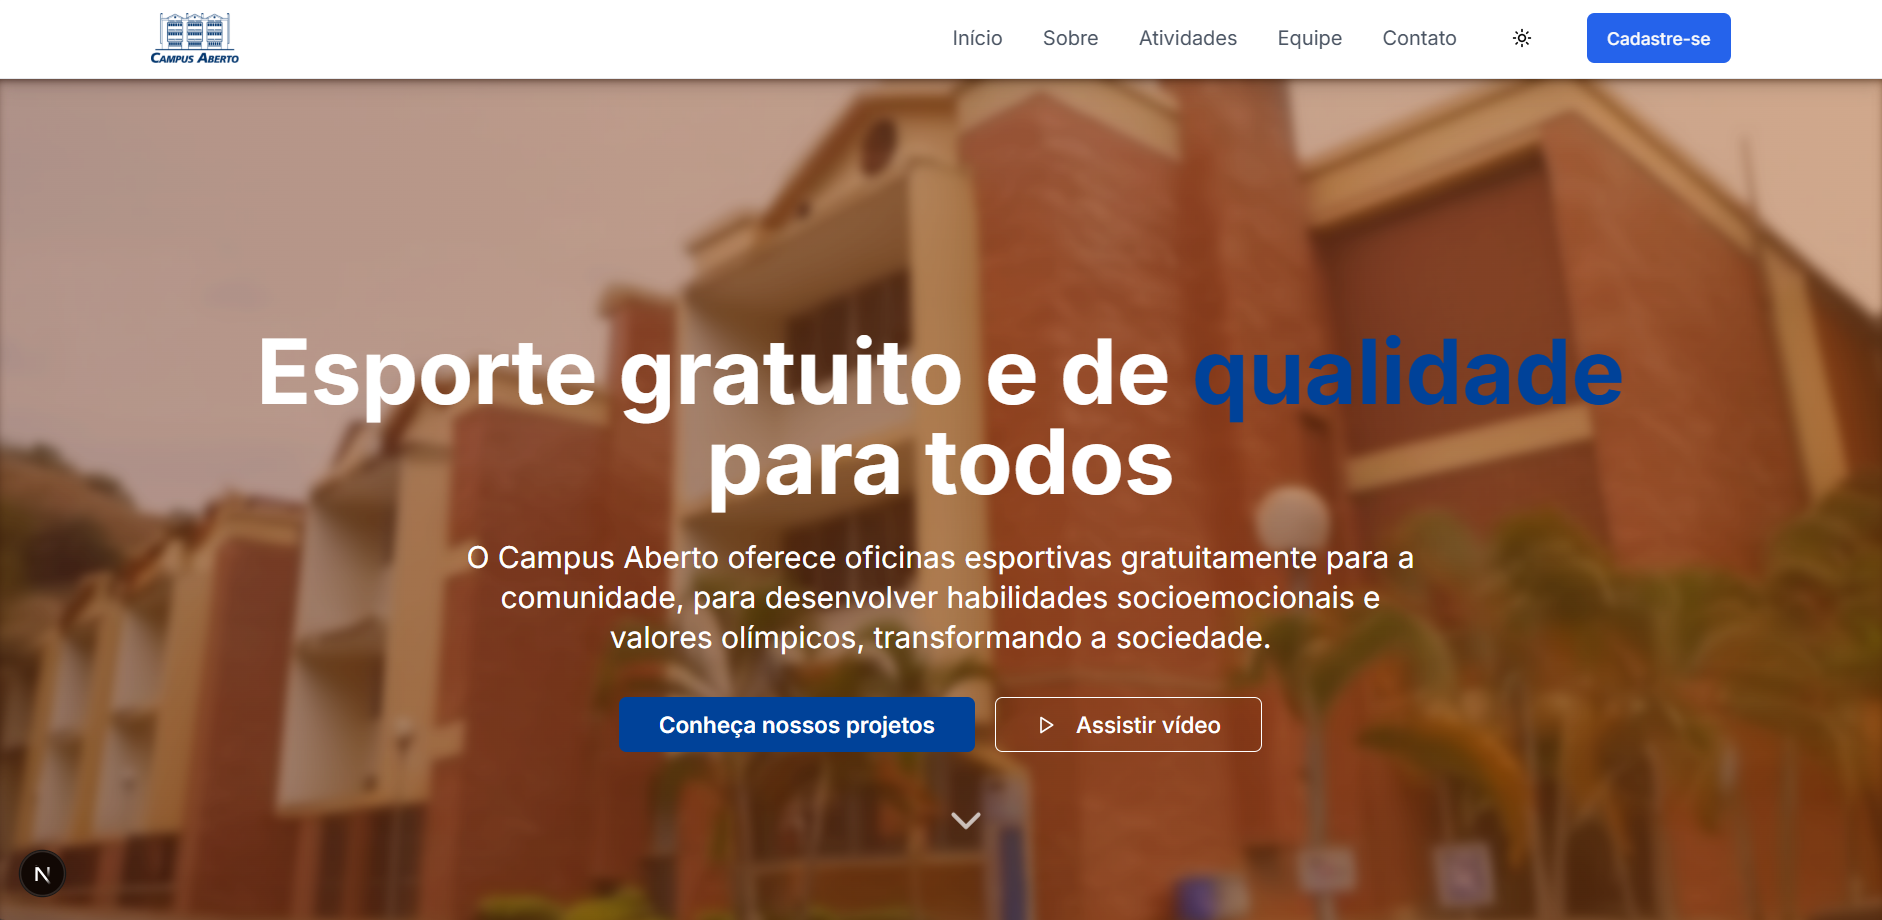 CAMPUS ABERTO
Início
Sobre
Atividades
Equipe
Contato
Cadastre-se
Esporte gratuito e de qualidade
para todos
O Campus Aberto oferece oficinas esportivas gratuitamente para a
comunidade, para desenvolver habilidades socioemocionais e
valores olímpicos, transformando a sociedade.
Conheça nossos projetos
Assistir vídeo
N